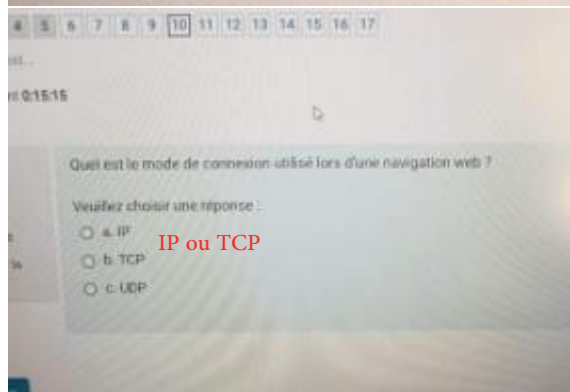 4 5 6 7 8 9 10 11 12 13 14 15 16 17
0:15:15
Quel est le mode de connexion utilisé lors d'une navigation web ?
Veuillez choisir une réponse :
a. IP
IP ou TCP
b. TCP
c. UDP